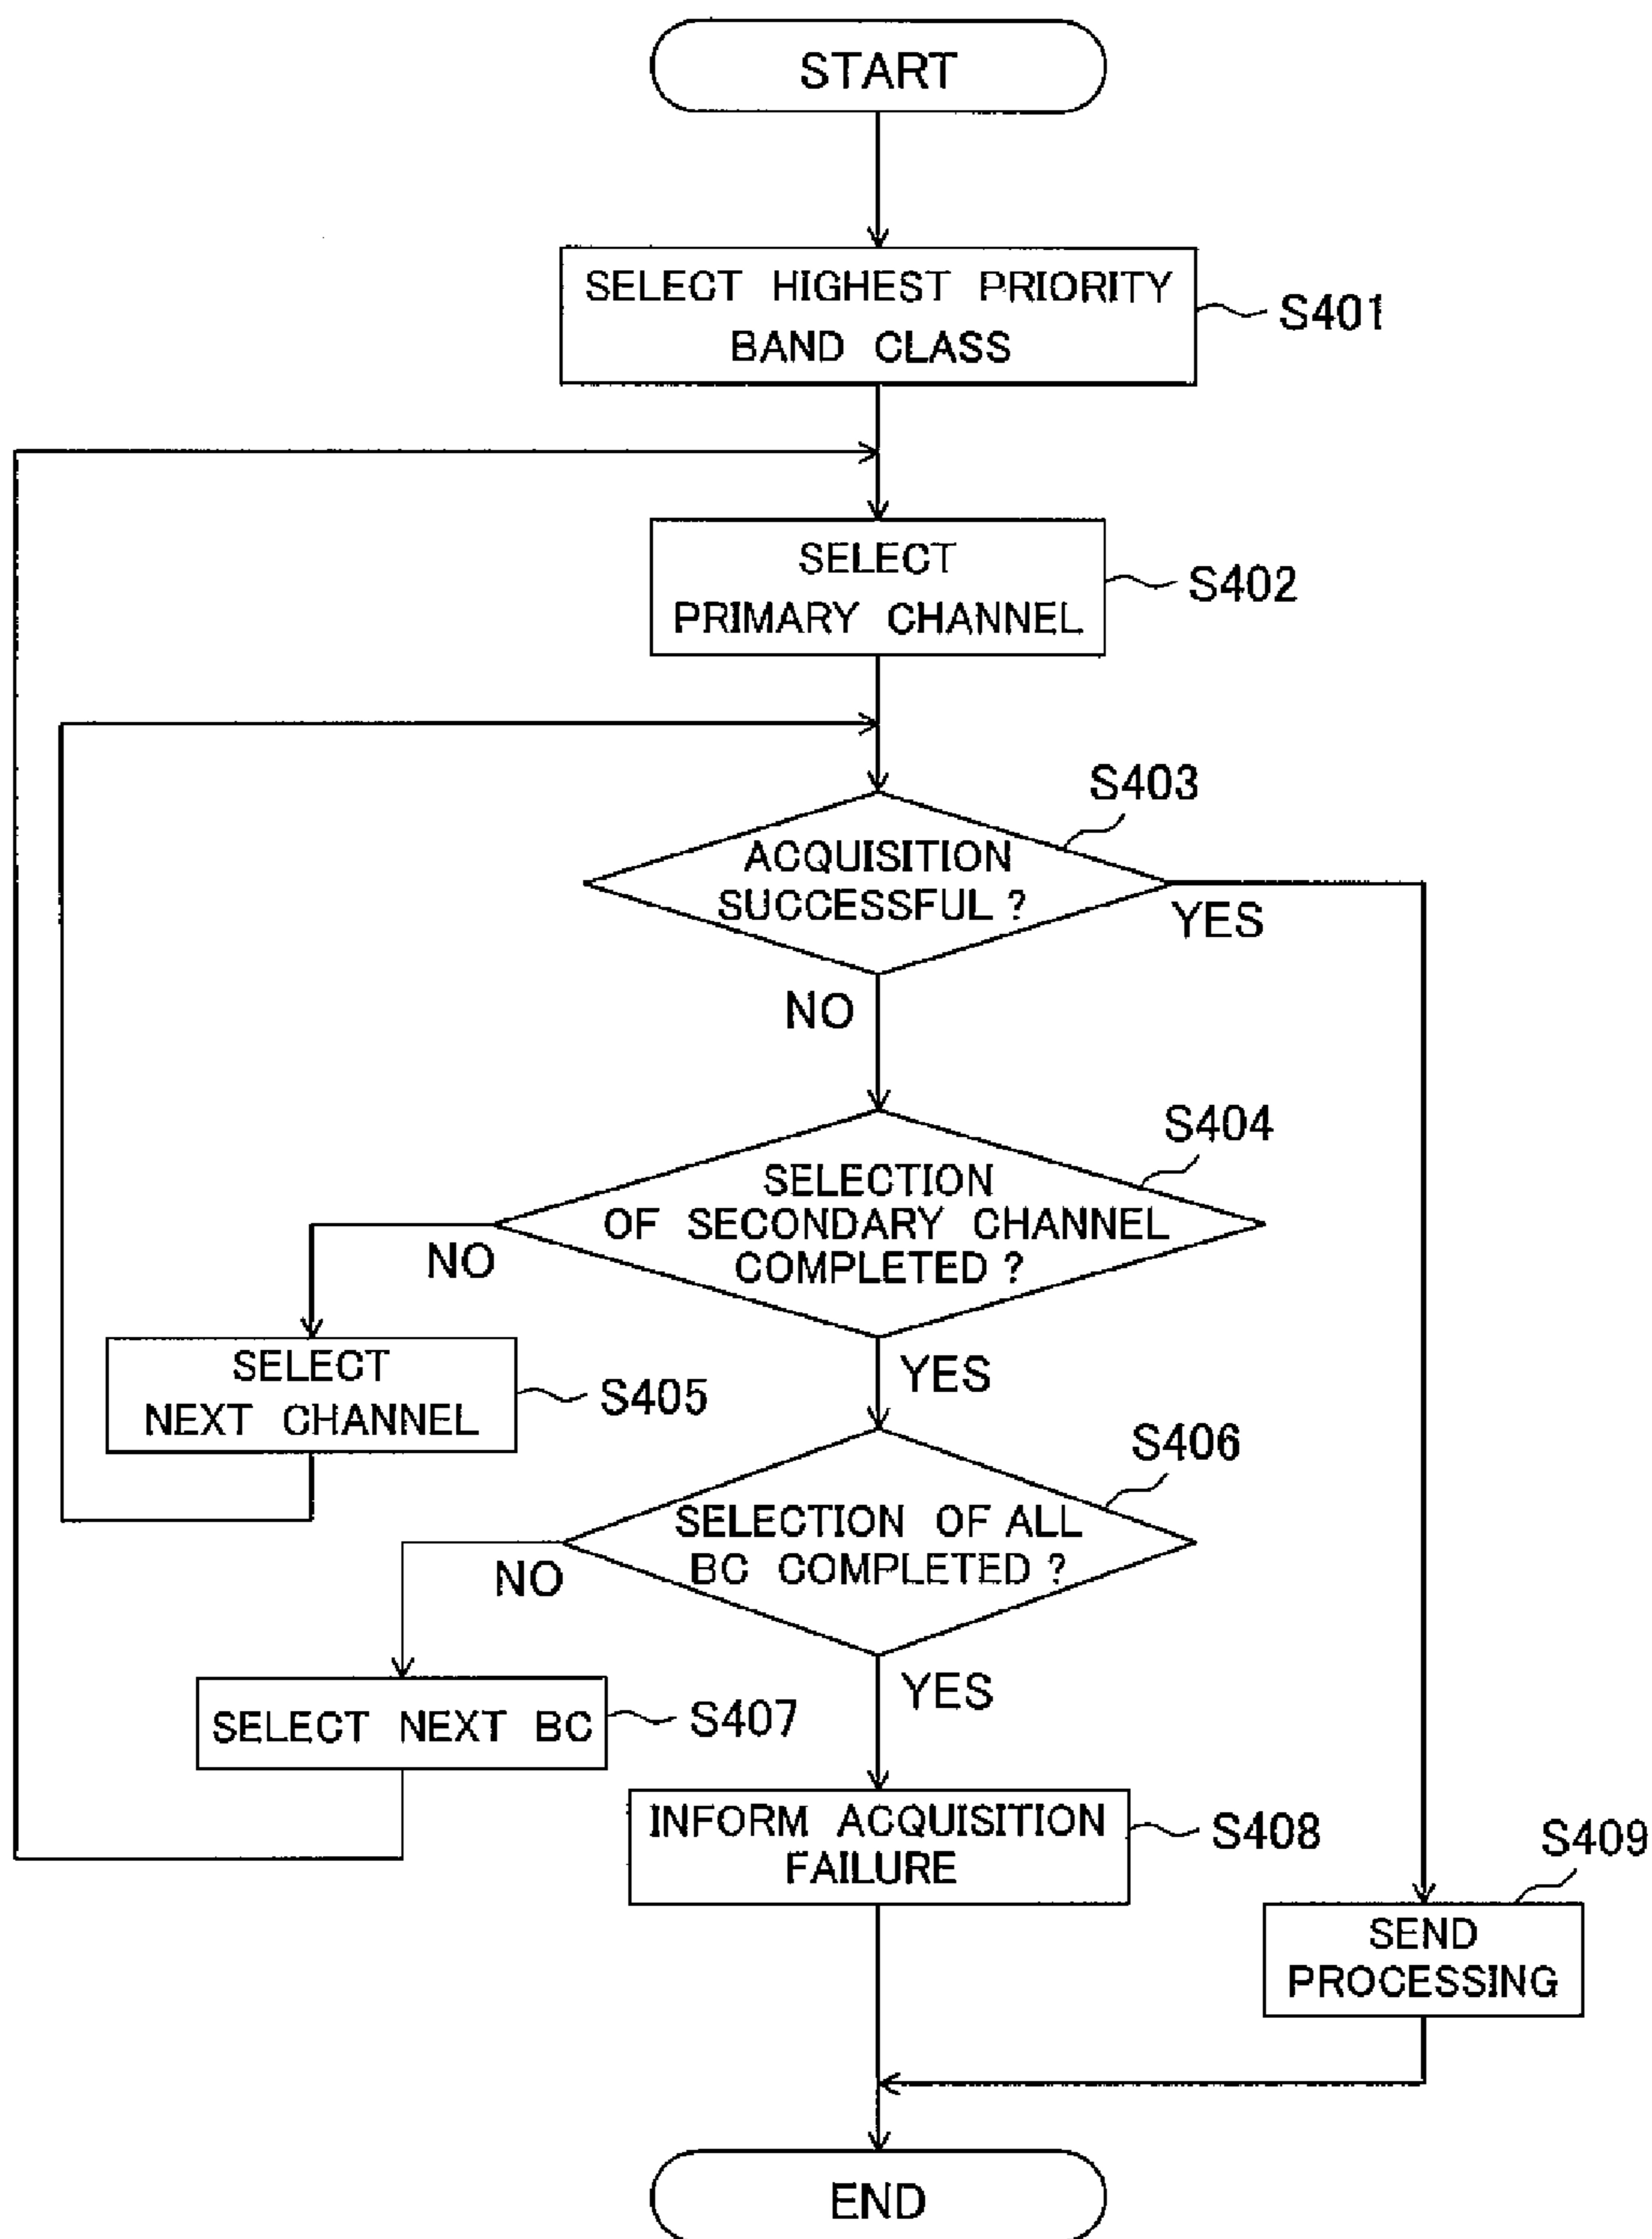 START
SELECT HIGHEST PRIORITY
BAND CLASS
S401
SELECT
PRIMARY CHANNEL
S402
S403
ACQUISITION
SUCCESSFUL ?
YES
NO
S404
SELECTION
OF SECONDARY CHANNEL
COMPLETED ?
NO
YES
SELECT
NEXT CHANNEL
S405
S406
SELECTION OF ALL
BC COMPLETED ?
NO
YES
SELECT NEXT BC
S407
INFORM ACQUISITION
FAILURE
S408
S409
SEND
PROCESSING
END